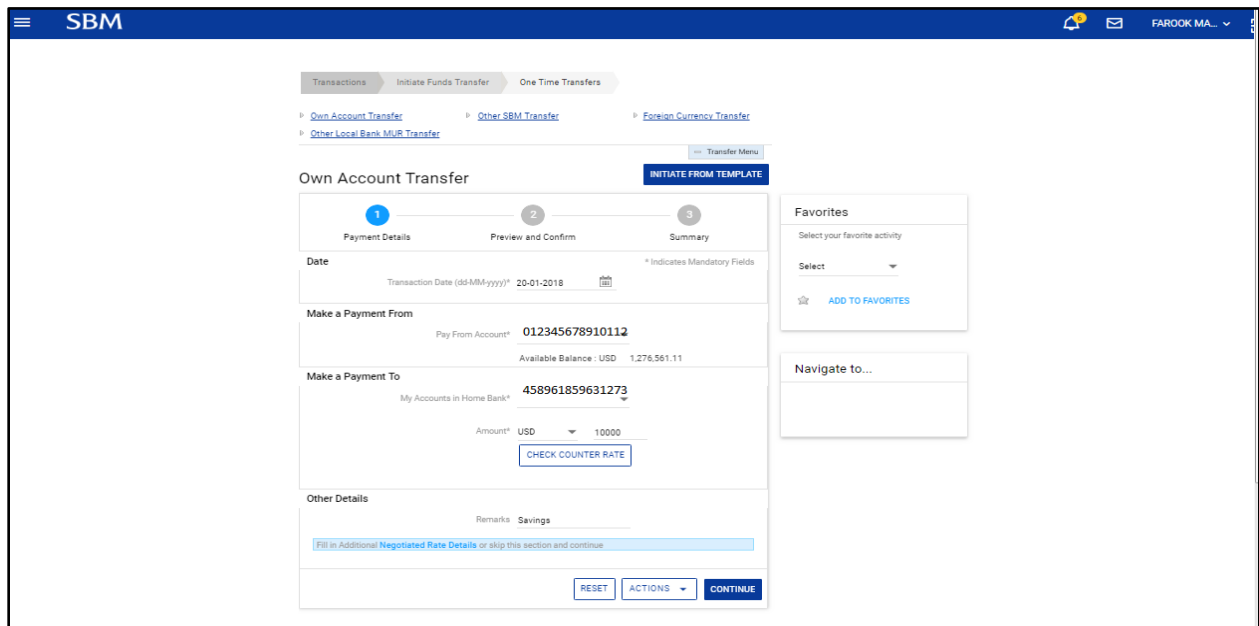 SBM
6
FAROOK MA...
Transactions Initiate Funds Transfer One Time Transfers
Own Account Transfer Other SBM Transfer Foreign Currency Transfer
Other Local Bank MUR Transfer
Transfer Menu
Own Account Transfer INITIATE FROM TEMPLATE
1 2 3
Payment Details Preview and Confirm Summary
Date * Indicates Mandatory Fields
Transaction Date (dd-MM-yyyy)* 20-01-2018
Make a Payment From
Pay From Account* 012345678910112
Available Balance : USD 1,276,561.11
Make a Payment To
My Accounts in Home Bank* 458961859631273
Amount* USD 10000
CHECK COUNTER RATE
Other Details
Remarks Savings
Fill in Additional Negotiated Rate Details or skip this section and continue
RESET ACTIONS CONTINUE
Favorites
Select your favorite activity
Select
ADD TO FAVORITES
Navigate to...